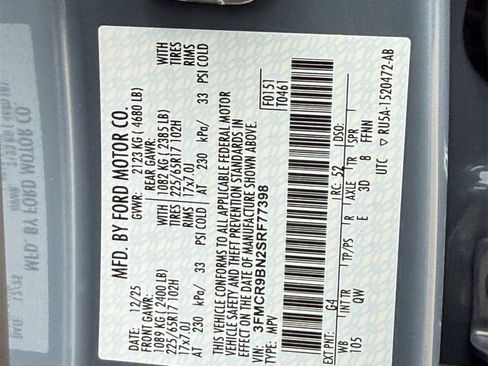 MFD. BY FORD MOTOR CO.
DATE: 12/25 GVWR: 2123 KG ( 4680 LB)
FRONT GAWR: REAR GAWR:
1089 KG ( 2400 LB) 1082 KG ( 2385 LB) WITH
225/65R17 102H 225/65R17 102H TIRES
17x7.0J 17x7.0J RIMS
AT 230 kPa/ 33 PSI COLD AT 230 kPa/ 33 PSI COLD
WITH
TIRES
RIMS
THIS VEHICLE CONFORMS TO ALL APPLICABLE FEDERAL MOTOR
VEHICLE SAFETY AND THEFT PREVENTION STANDARDS IN
EFFECT ON THE DATE OF MANUFACTURE SHOWN ABOVE.
VIN: 3FMCR9BN2SRF77398 F0151
TYPE: MPV T0461
EXT PNT: G4 RC: 52 DSO:
WB INT TR TP/PS R AXLE TR SPR
105 QW E 3D 8 FFNN
RU5A-1520472-AB